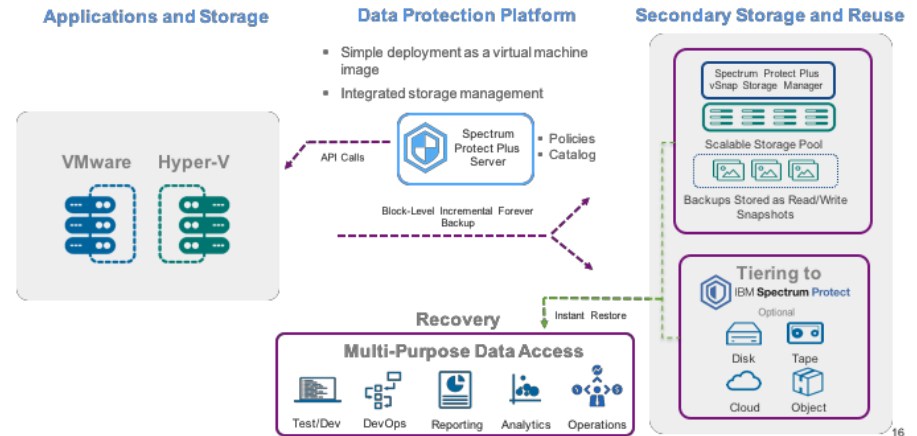 Applications and Storage
Data Protection Platform
Secondary Storage and Reuse
▪ Simple deployment as a virtual machine
image
▪ Integrated storage management
VMware
Hyper-V
API Calls
Spectrum
Protect Plus
Server
▪ Policies
▪ Catalog
Block-Level Incremental Forever
Backup
Spectrum Protect Plus
vSnap Storage Manager
Scalable Storage Pool
Backups Stored as Read/Write
Snapshots
Tiering to
IBM Spectrum Protect
Optional
Disk
Tape
Cloud
Object
Instant Restore
Recovery
Multi-Purpose Data Access
Test/Dev
DevOps
Reporting
Analytics
Operations
16